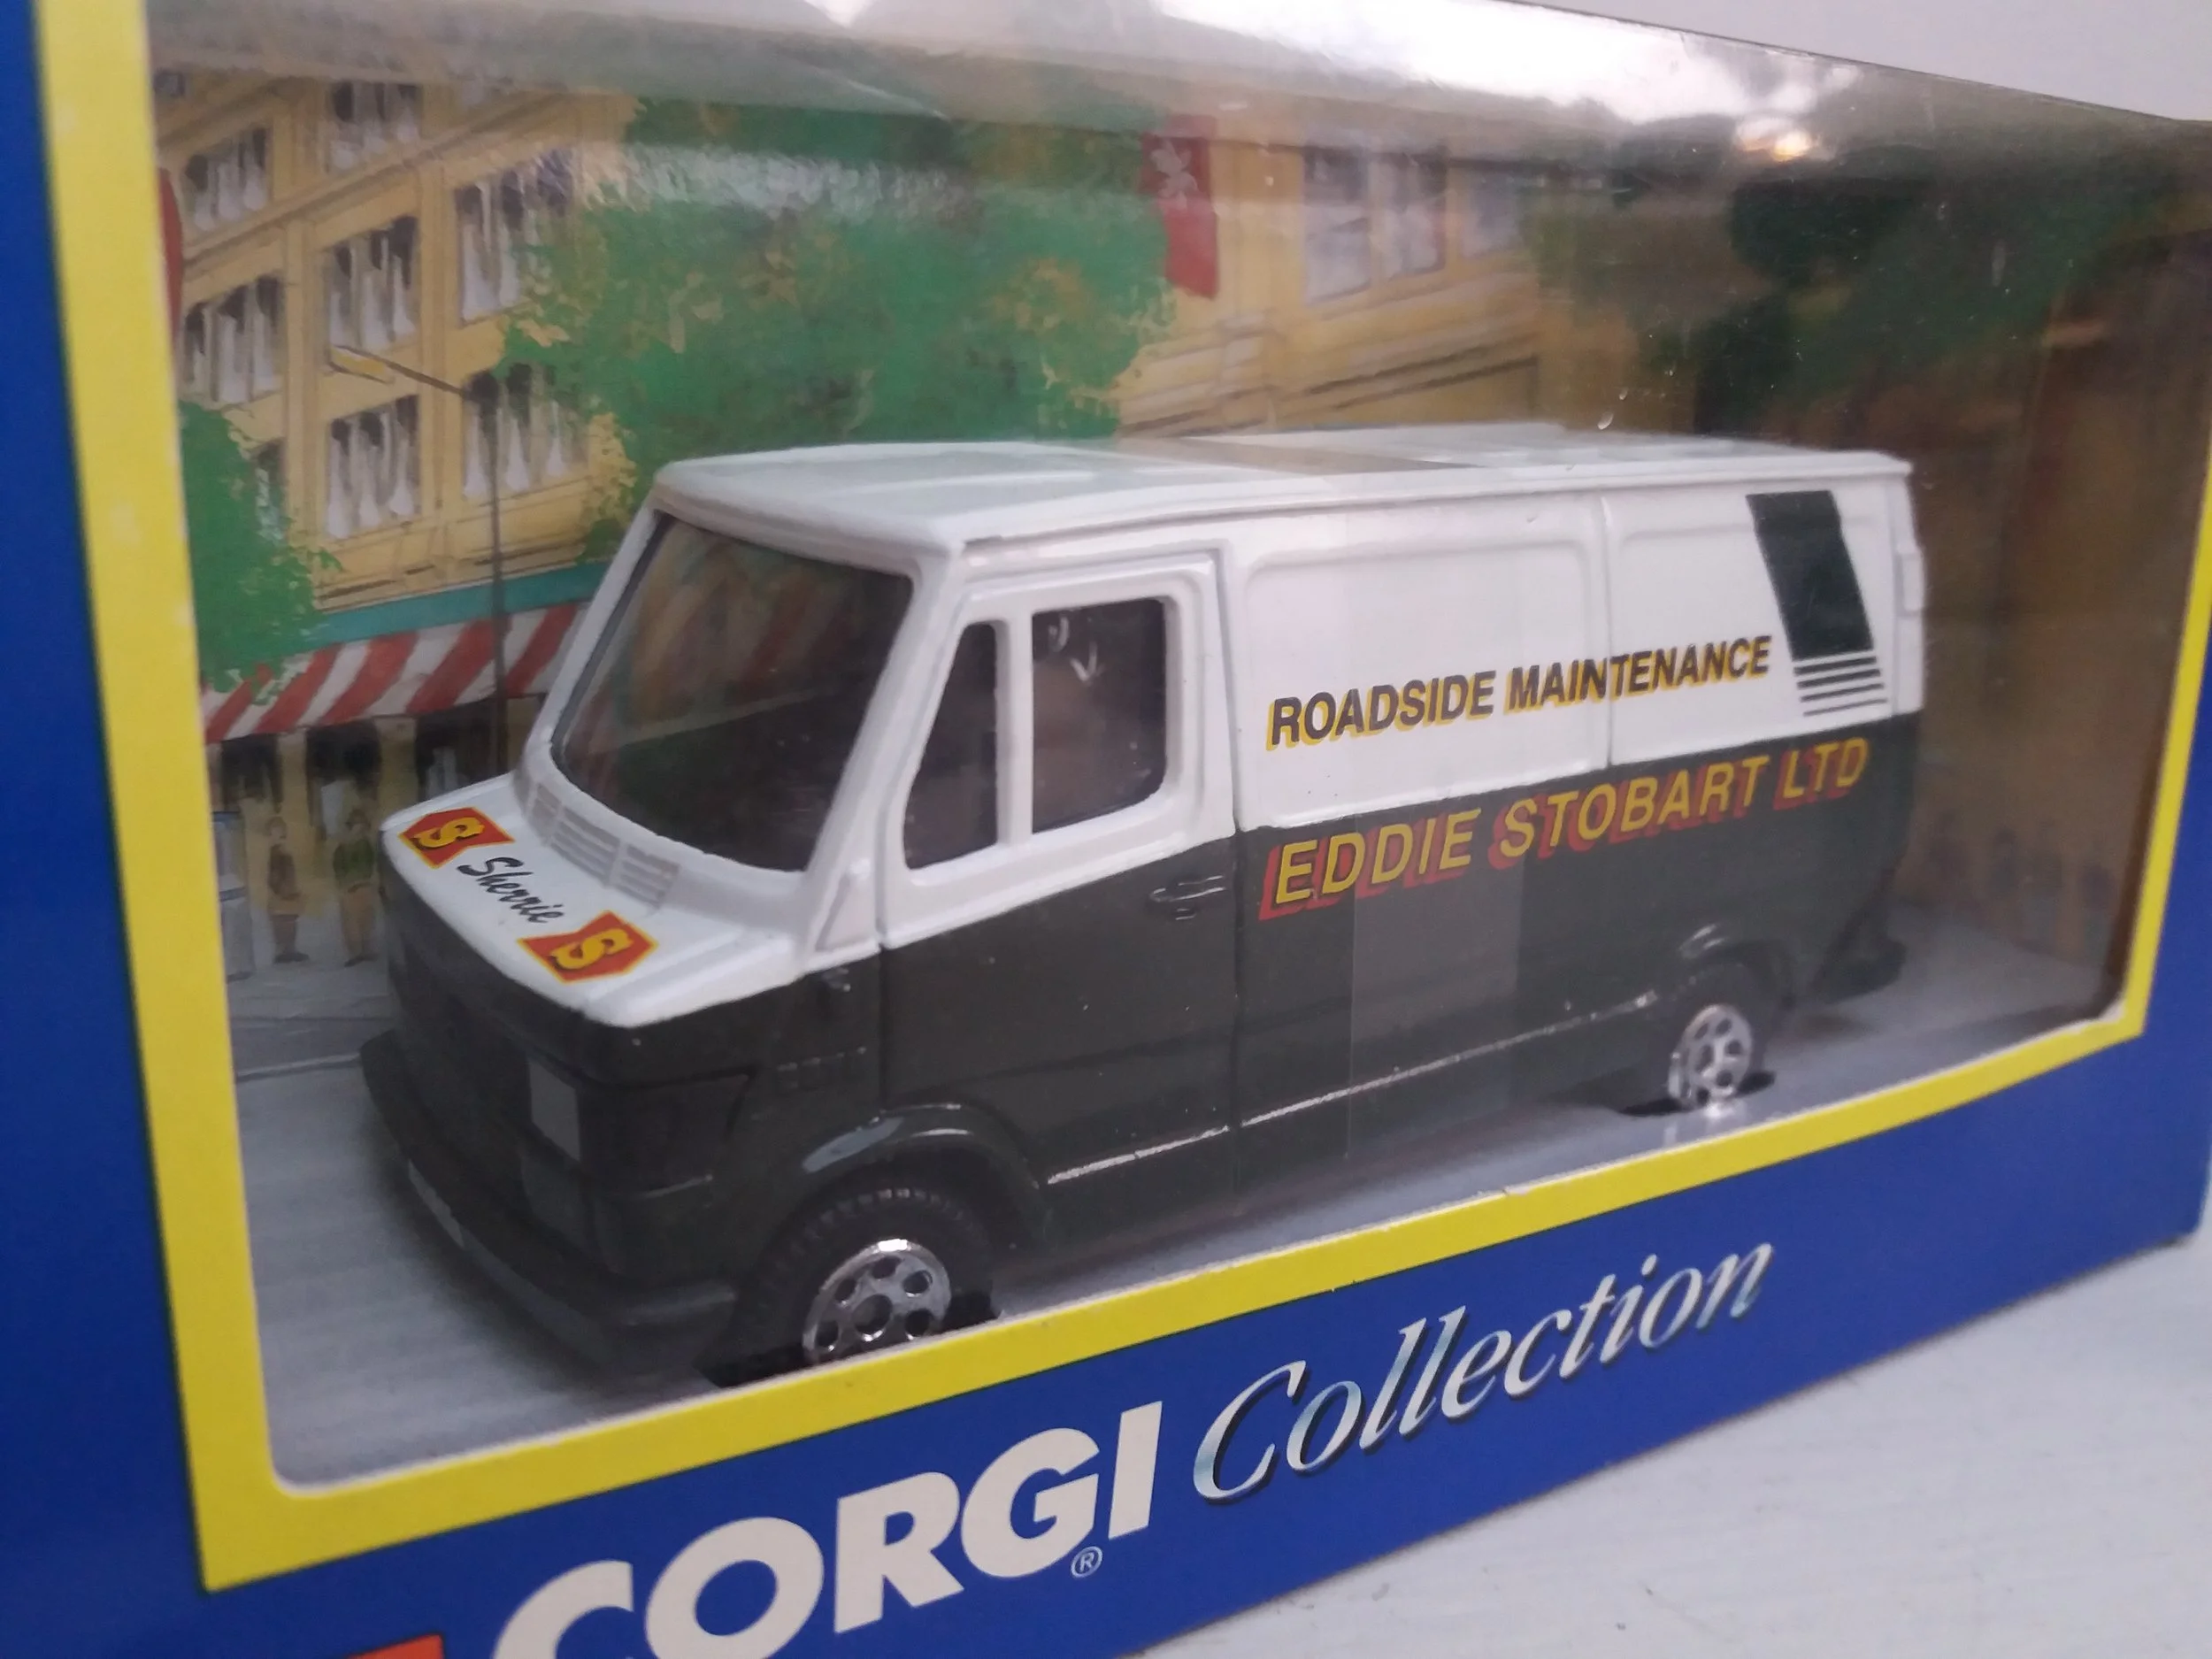 ROADSIDE MAINTENANCE
EDDIE STOBART LTD
S Sherrie S
CORGI® Collection